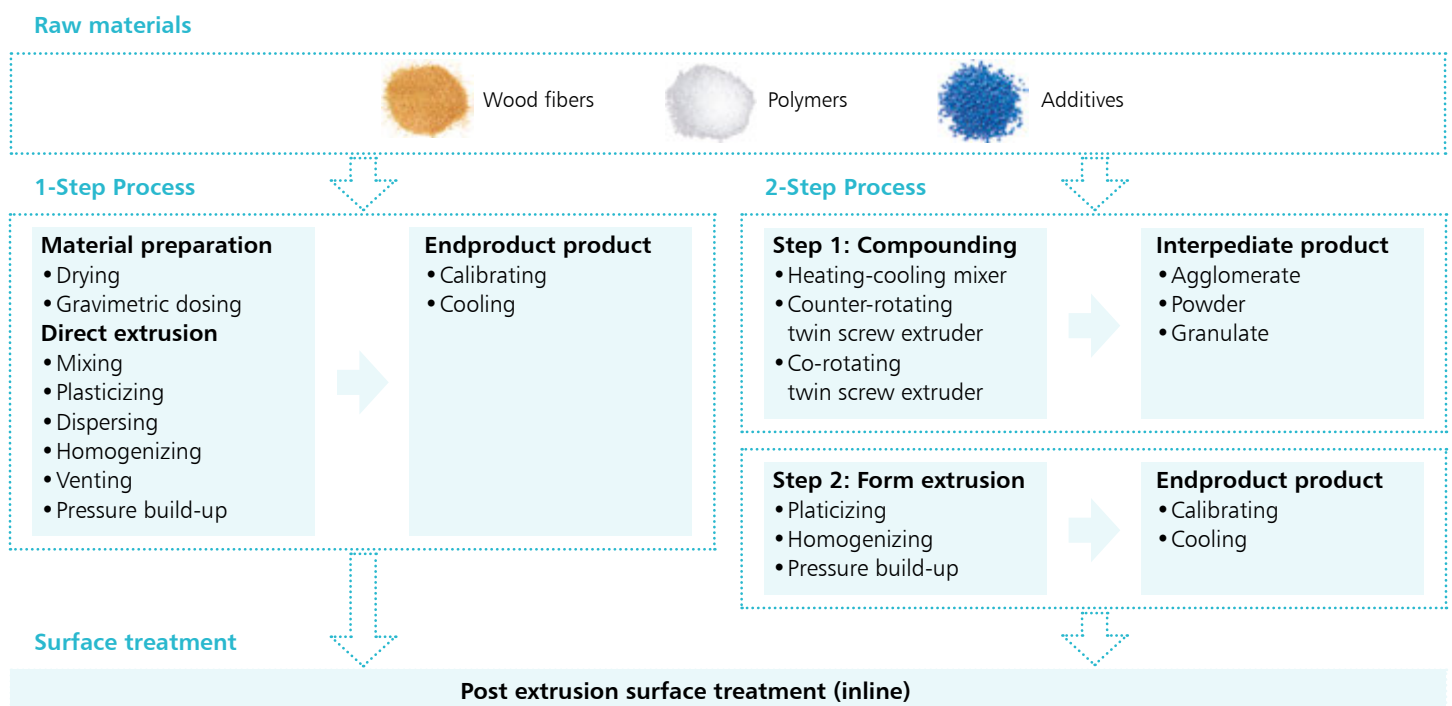 Raw materials
Wood fibers
Polymers
Additives
1-Step Process
Material preparation
• Drying
• Gravimetric dosing
Direct extrusion
• Mixing
• Plasticizing
• Dispersing
• Homogenizing
• Venting
• Pressure build-up
Endproduct product
• Calibrating
• Cooling
2-Step Process
Step 1: Compounding
• Heating-cooling mixer
• Counter-rotating
twin screw extruder
• Co-rotating
twin screw extruder
Interpediate product
• Agglomerate
• Powder
• Granulate
Step 2: Form extrusion
• Platicizing
• Homogenizing
• Pressure build-up
Endproduct product
• Calibrating
• Cooling
Surface treatment
Post extrusion surface treatment (inline)